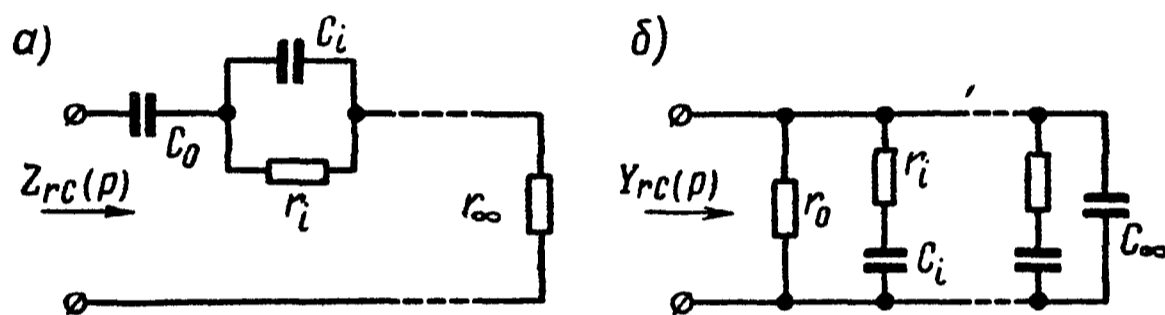 а)
C_i
C_0
r_i
Z_rc(p)
r_∞
б)
Y_rc(p)
r_0
r_i
C_i
C_∞